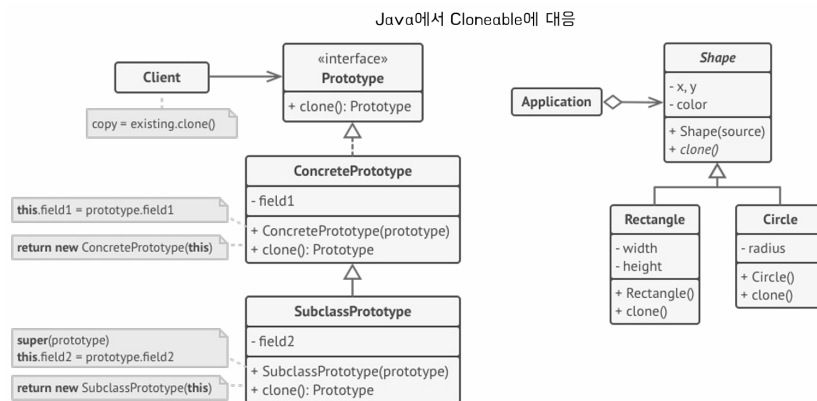 Java에서 Cloneable에 대응
Client
copy = existing.clone()
«interface»
Prototype
+ clone(): Prototype
ConcretePrototype
- field1
+ ConcretePrototype(prototype)
+ clone(): Prototype
this.field1 = prototype.field1
return new ConcretePrototype(this)
SubclassPrototype
- field2
+ SubclassPrototype(prototype)
+ clone(): Prototype
super(prototype)
this.field2 = prototype.field2
return new SubclassPrototype(this)
Application
Shape
- x, y
- color
+ Shape(source)
+ clone()
Rectangle
- width
- height
+ Rectangle()
+ clone()
Circle
- radius
+ Circle()
+ clone()